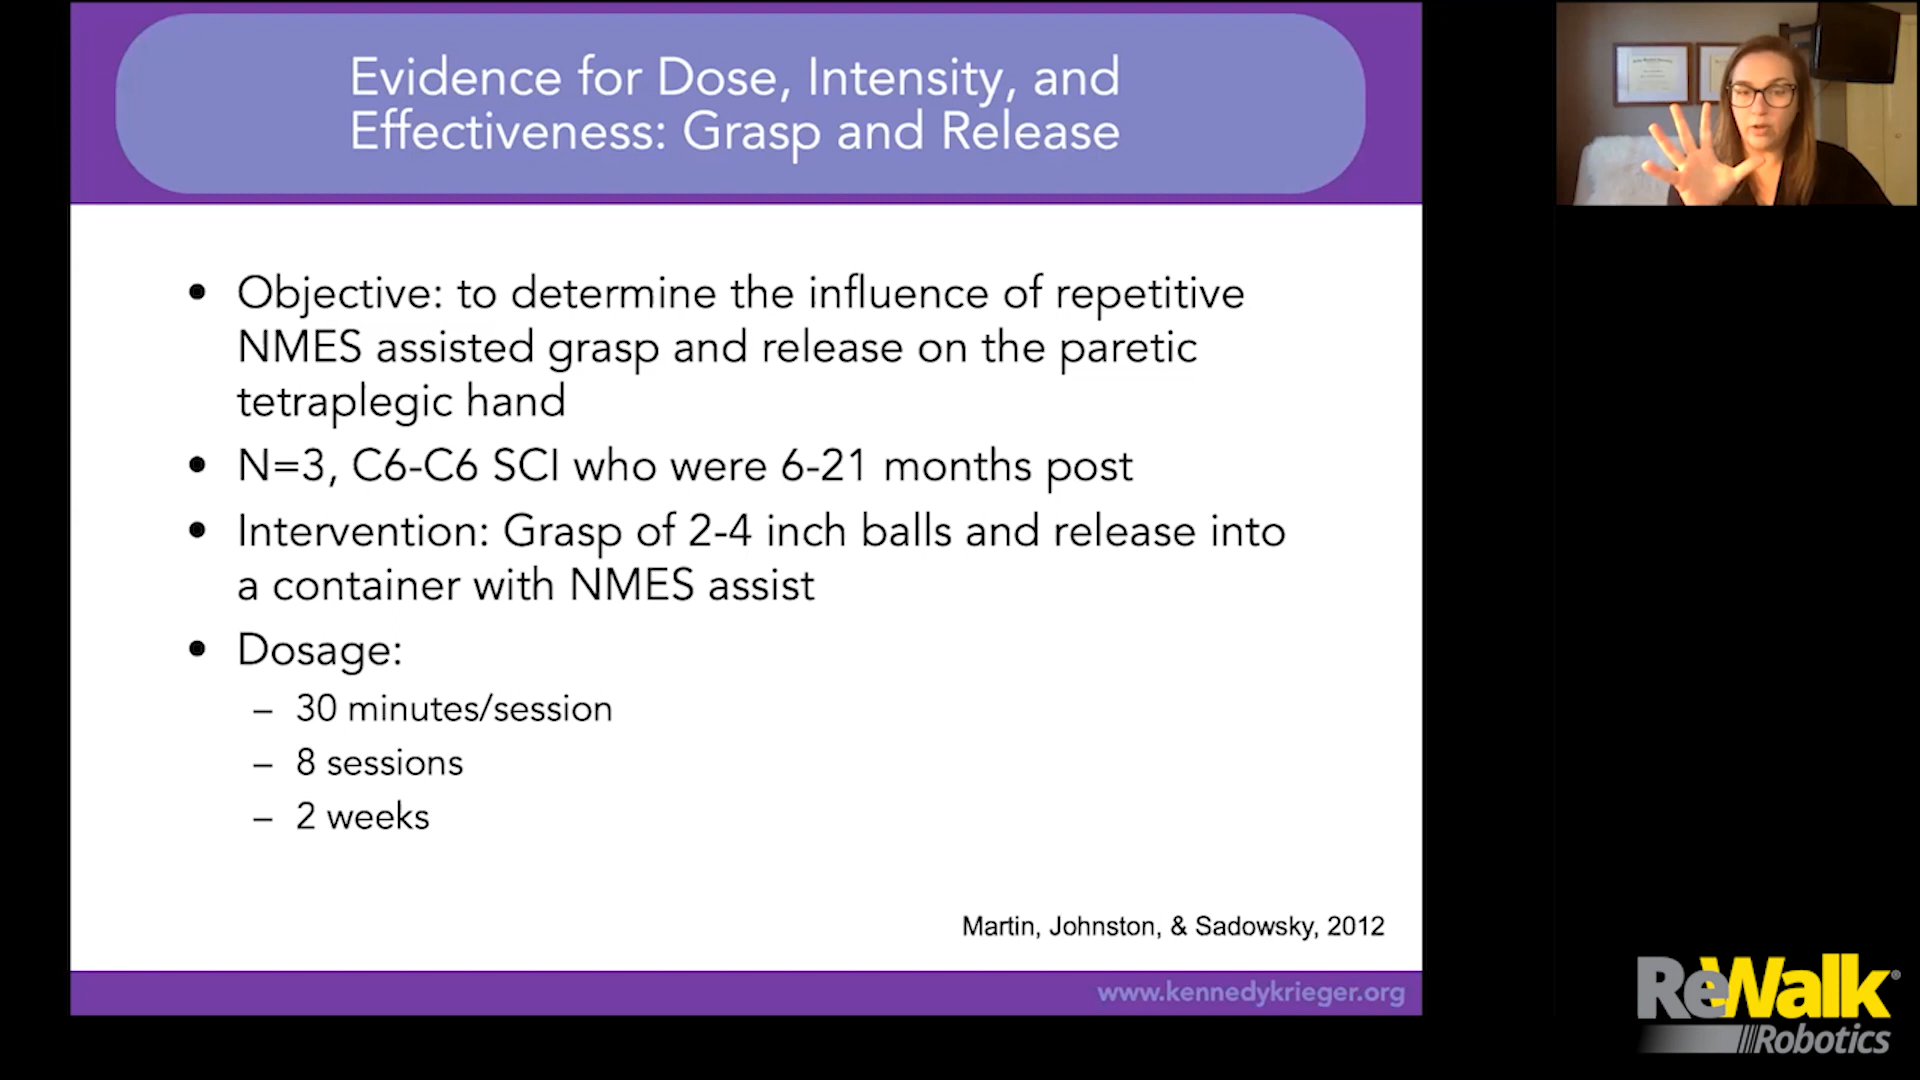 Evidence for Dose, Intensity, and
Effectiveness: Grasp and Release
• Objective: to determine the influence of repetitive
NMES assisted grasp and release on the paretic
tetraplegic hand
• N=3, C6-C6 SCI who were 6-21 months post
• Intervention: Grasp of 2-4 inch balls and release into
a container with NMES assist
• Dosage:
– 30 minutes/session
– 8 sessions
– 2 weeks
Martin, Johnston, & Sadowsky, 2012
www.kennedykrieger.org
ReWalk®
Robotics